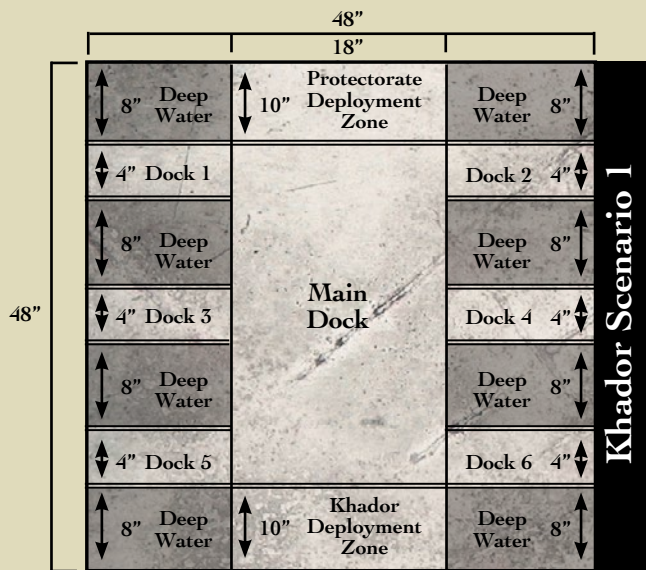 48”
18”
8” Deep Water
10” Protectorate Deployment Zone
Deep Water 8”
4” Dock 1
Dock 2 4”
8” Deep Water
Deep Water 8”
Main Dock
48”
4” Dock 3
Dock 4 4”
8” Deep Water
Deep Water 8”
4” Dock 5
Dock 6 4”
8” Deep Water
10” Khador Deployment Zone
Deep Water 8”
Khador Scenario 1